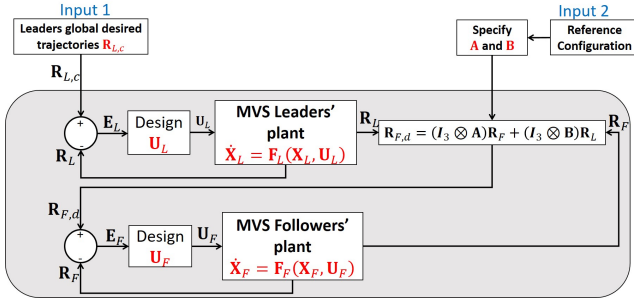 Input 1
Input 2
Leaders global desired
trajectories R_{L,c}
Specify
A and B
Reference
Configuration
R_{L,c}
+
-
E_L
Design
U_L
U_L
MVS Leaders'
plant
Ẋ_L = F_L(X_L, U_L)
R_L
R_L
R_{F,d} = (I_3 ⊗ A)R_F + (I_3 ⊗ B)R_L
R_F
R_{F,d}
+
-
E_F
Design
U_F
U_F
MVS Followers'
plant
Ẋ_F = F_F(X_F, U_F)
R_F